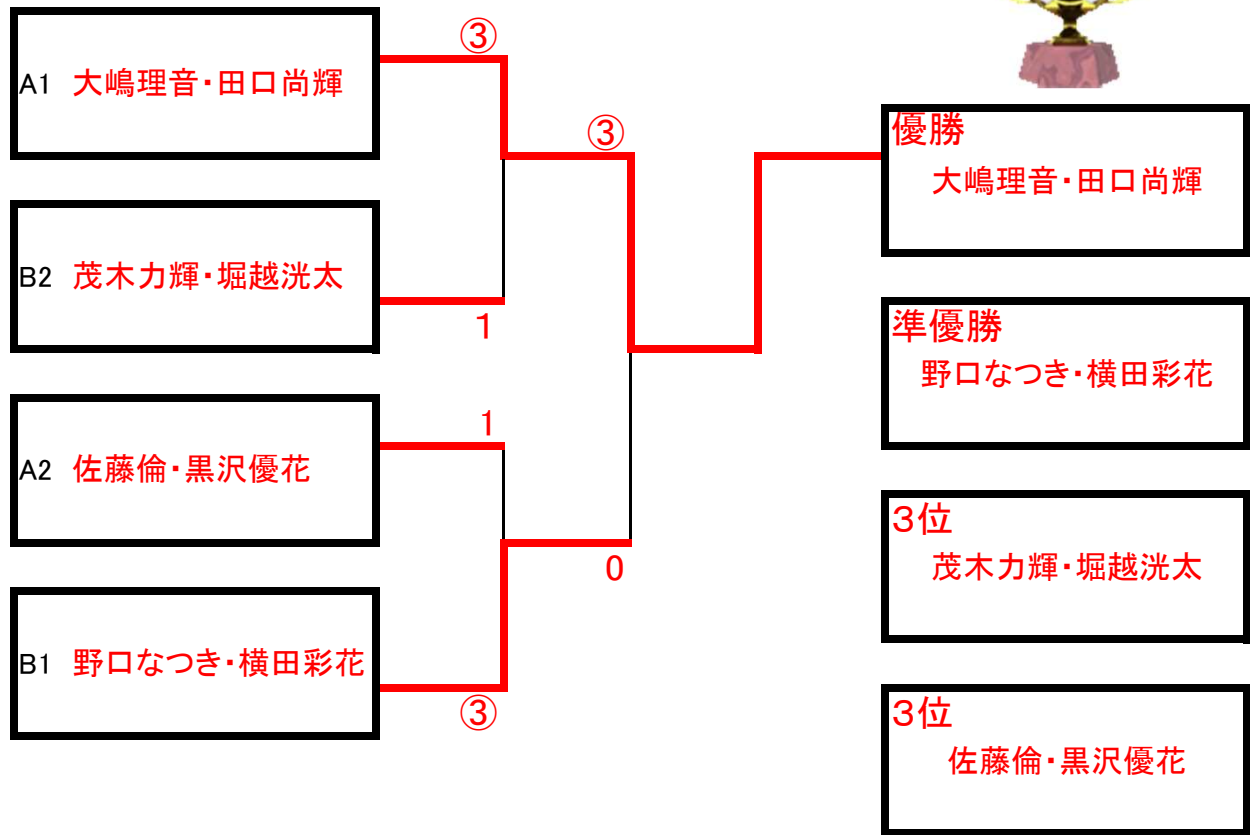 ③
A1 大嶋理音・田口尚輝
③
B2 茂木力輝・堀越洸太
1
1
A2 佐藤倫・黒沢優花
0
B1 野口なつき・横田彩花
③
優勝
大嶋理音・田口尚輝
準優勝
野口なつき・横田彩花
3位
茂木力輝・堀越洸太
3位
佐藤倫・黒沢優花